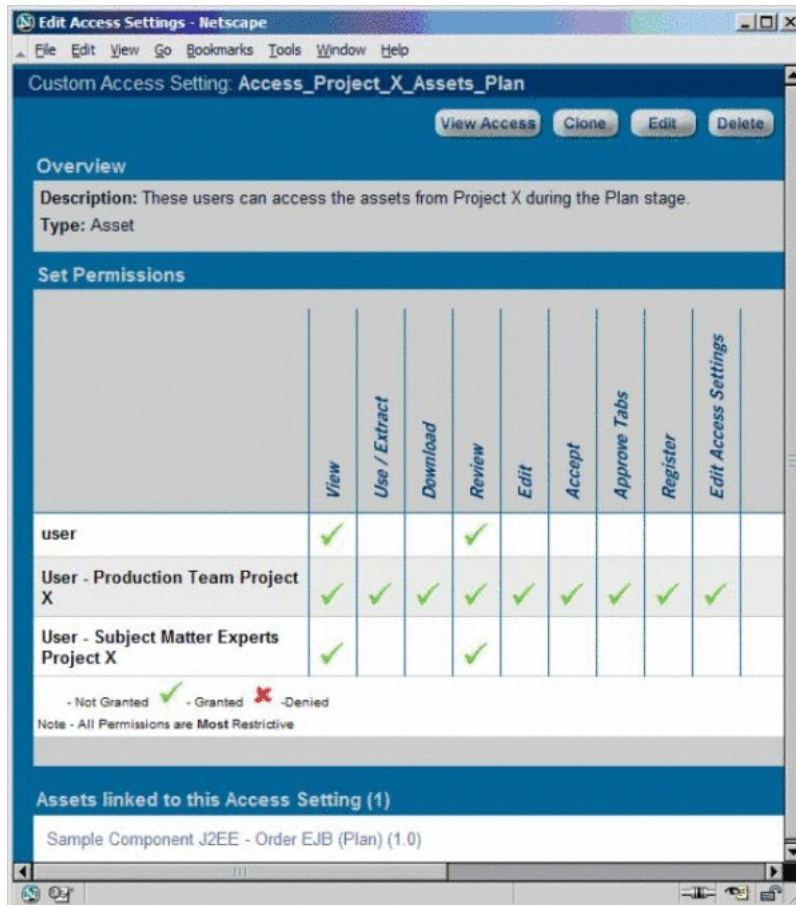 Edit Access Settings - Netscape
File Edit View Go Bookmarks Tools Window Help
Custom Access Setting: Access_Project_X_Assets_Plan
View Access Clone Edit Delete
Overview
Description: These users can access the assets from Project X during the Plan stage.
Type: Asset
Set Permissions
View
Use / Extract
Download
Review
Edit
Accept
Approve Tabs
Register
Edit Access Settings
user
User - Production Team Project
X
User - Subject Matter Experts
Project X
- Not Granted - Granted -Denied
Note - All Permissions are Most Restrictive
Assets linked to this Access Setting (1)
Sample Component J2EE - Order EJB (Plan) (1.0)